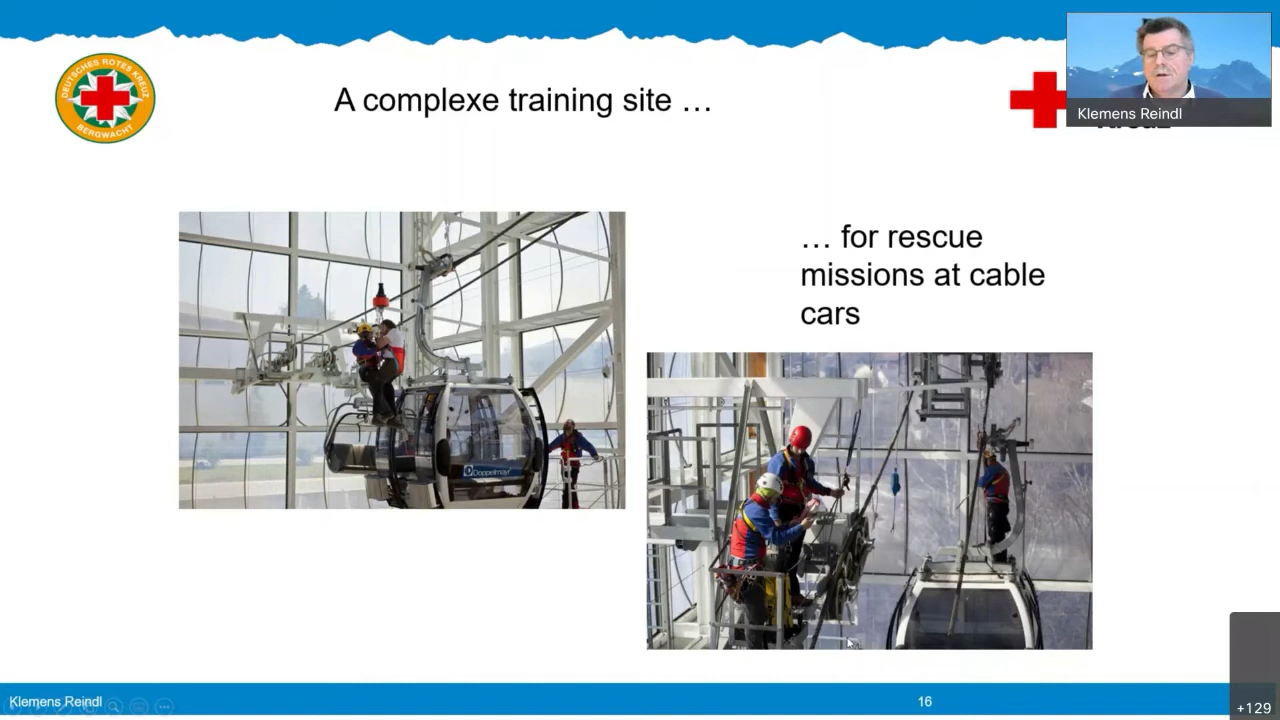 DEUTSCHES ROTES KREUZ
BERGWACHT
A complexe training site …
Klemens Reindl
… for rescue
missions at cable
cars
Doppelmayr
Klemens Reindl
16
+129